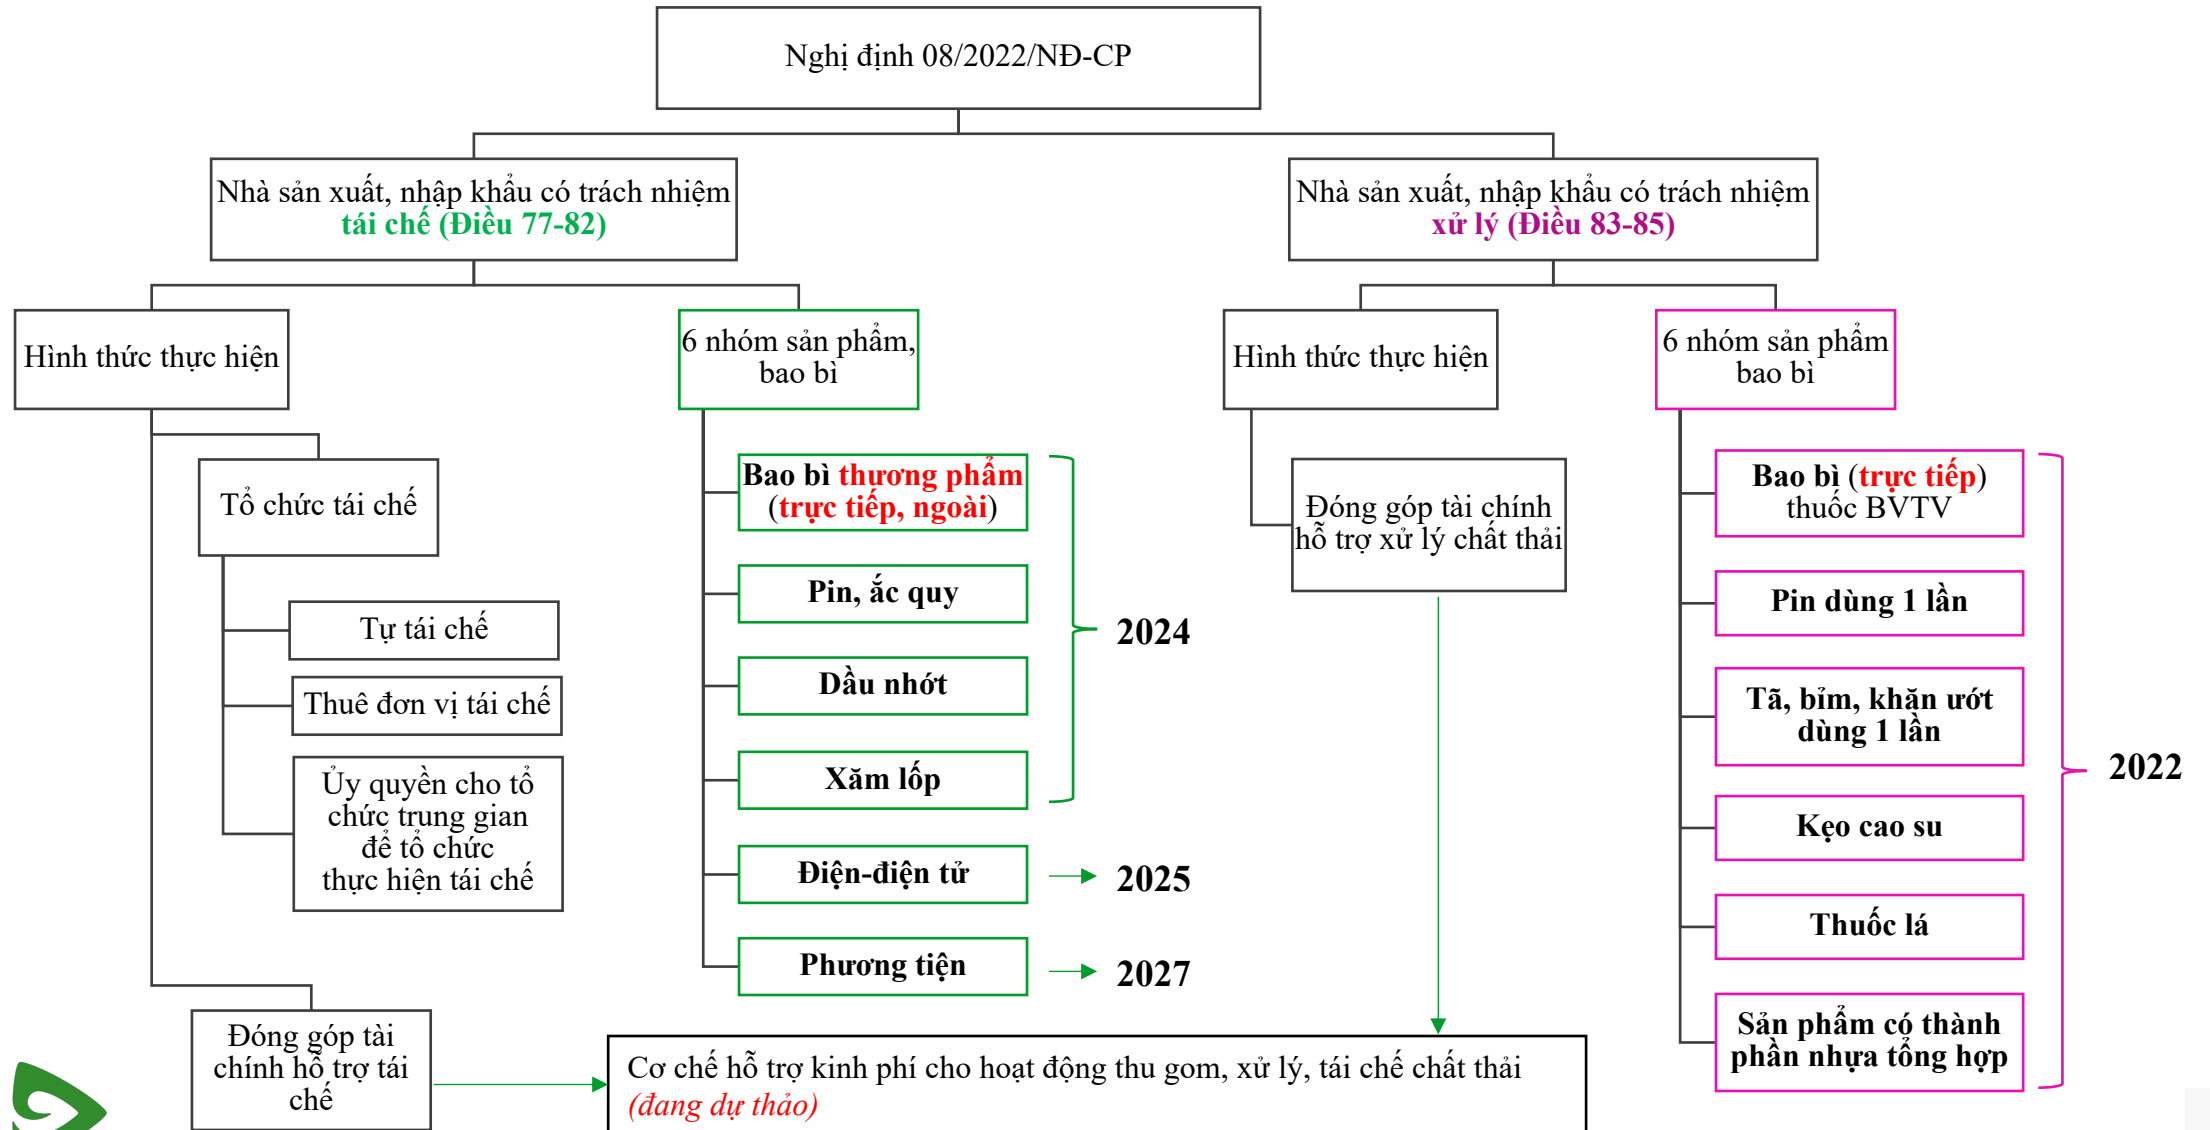 Nghị định 08/2022/NĐ-CP
Nhà sản xuất, nhập khẩu có trách nhiệm
tái chế (Điều 77-82)
Nhà sản xuất, nhập khẩu có trách nhiệm
xử lý (Điều 83-85)
Hình thức thực hiện
6 nhóm sản phẩm,
bao bì
Hình thức thực hiện
6 nhóm sản phẩm
bao bì
Tổ chức tái chế
Tự tái chế
Thuê đơn vị tái chế
Ủy quyền cho tổ
chức trung gian
để tổ chức
thực hiện tái chế
Đóng góp tài
chính hỗ trợ tái
chế
Bao bì thương phẩm
(trực tiếp, ngoài)
Pin, ắc quy
Dầu nhớt
Xăm lốp
2024
Điện-điện tử
2025
Phương tiện
2027
Đóng góp tài chính
hỗ trợ xử lý chất thải
Bao bì (trực tiếp)
thuốc BVTV
Pin dùng 1 lần
Tã, bỉm, khăn ướt
dùng 1 lần
Kẹo cao su
Thuốc lá
Sản phẩm có thành
phần nhựa tổng hợp
2022
Cơ chế hỗ trợ kinh phí cho hoạt động thu gom, xử lý, tái chế chất thải
(đang dự thảo)